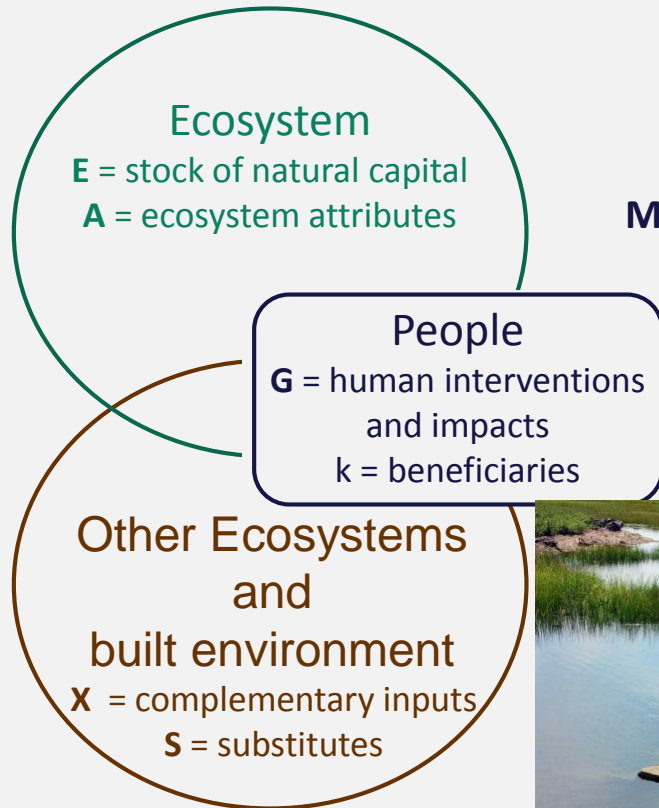 Ecosystem
E = stock of natural capital
A = ecosystem attributes
M
People
G = human interventions
and impacts
k = beneficiaries
Other Ecosystems
and
built environment
X = complementary inputs
S = substitutes